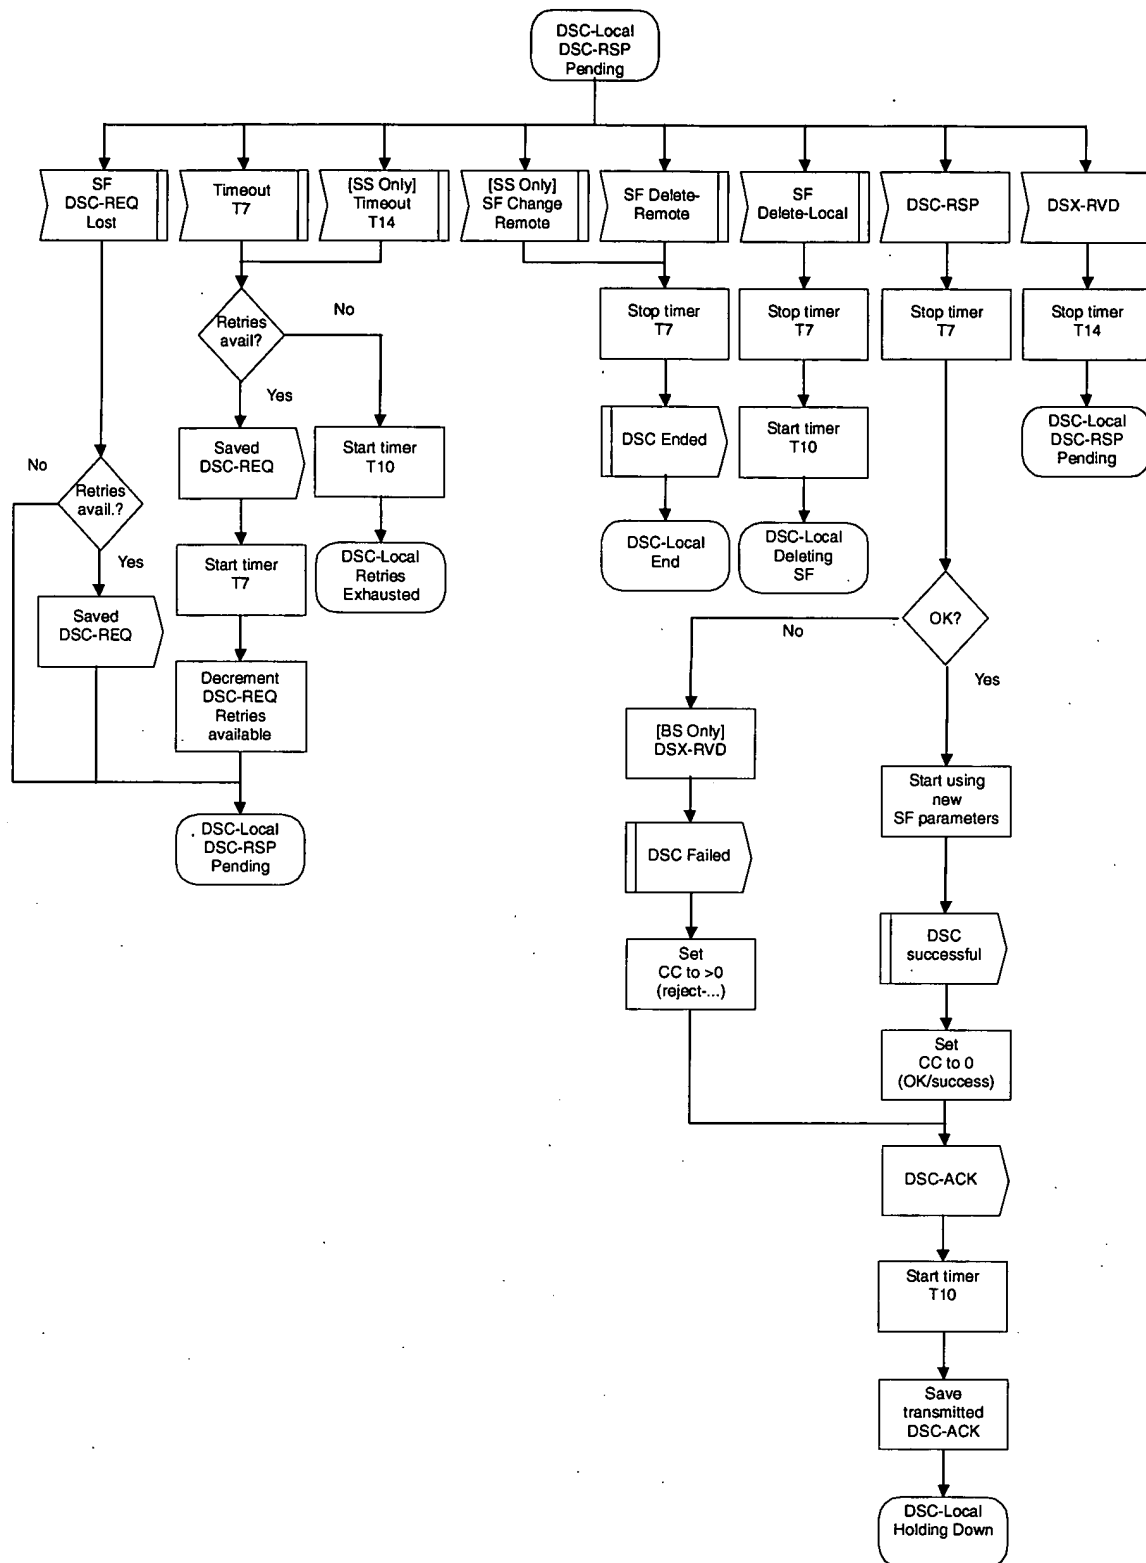 DSC-Local
DSC-RSP
Pending
SF
DSC-REQ
Lost
Timeout
T7
[SS Only]
Timeout
T14
[SS Only]
SF Change
Remote
SF Delete-
Remote
SF
Delete-Local
DSC-RSP
DSX-RVD
Retries
avail?
No
Yes
Stop timer
T7
Stop timer
T7
Stop timer
T7
Stop timer
T14
Saved
DSC-REQ
Start timer
T10
DSC Ended
Start timer
T10
DSC-Local
DSC-RSP
Pending
No
Retries
avail.?
Yes
Start timer
T7
DSC-Local
Retries
Exhausted
DSC-Local
End
DSC-Local
Deleting
SF
Saved
DSC-REQ
OK?
No
Yes
Decrement
DSC-REQ
Retries
available
[BS Only]
DSX-RVD
Start using
new
SF parameters
DSC-Local
DSC-RSP
Pending
DSC Failed
DSC
successful
Set
CC to >0
(reject-...)
Set
CC to 0
(OK/success)
DSC-ACK
Start timer
T10
Save
transmitted
DSC-ACK
DSC-Local
Holding Down